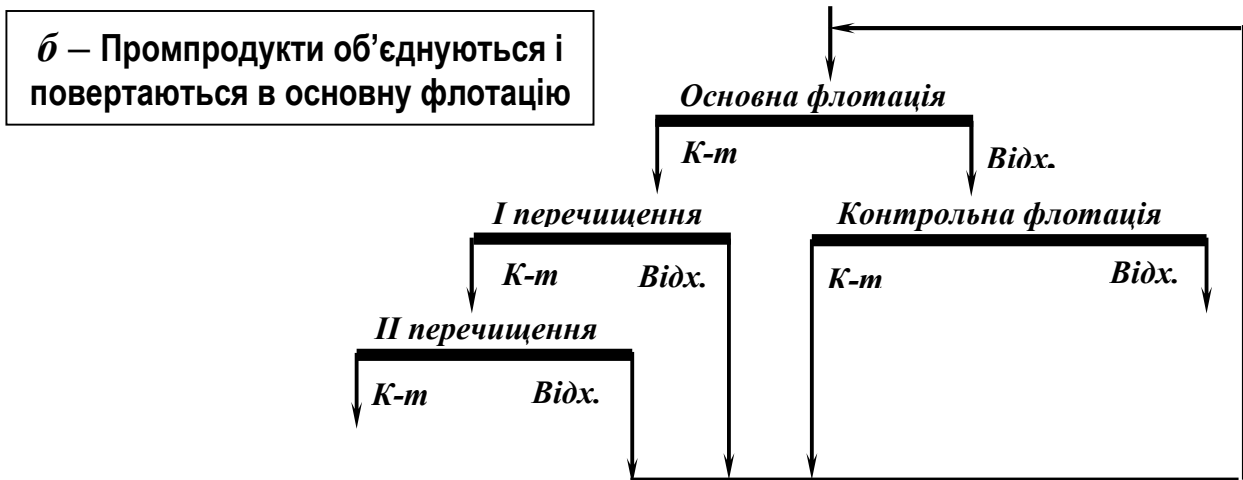 б – Промпродукти об’єднуються і
повертаються в основну флотацію
Основна флотація
К-т
Відх.
І перечищення
Контрольна флотація
К-т
Відх.
К-т
Відх.
ІІ перечищення
К-т
Відх.